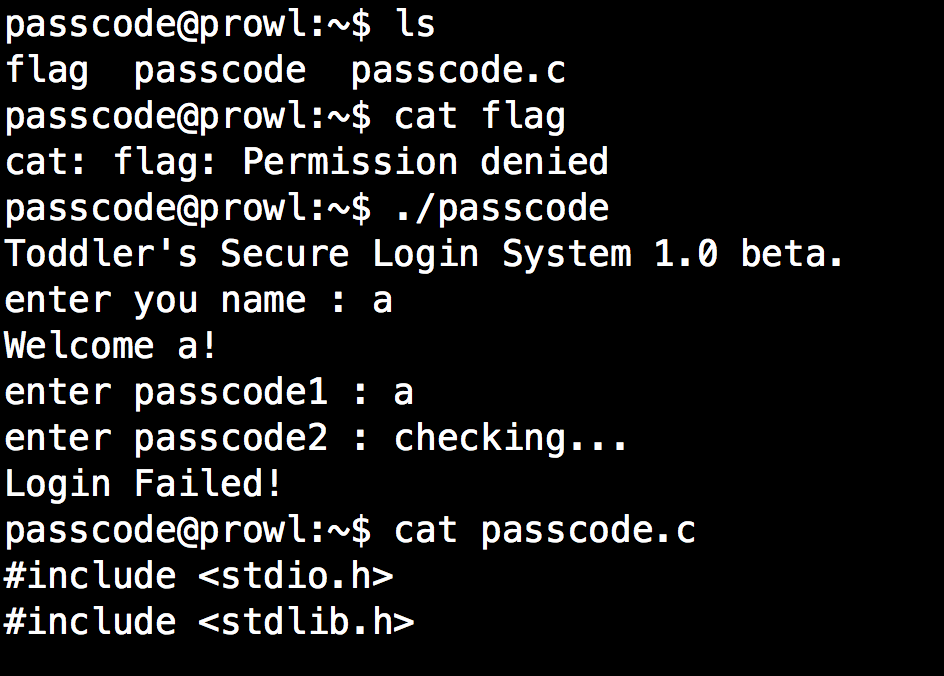 passcode@prowl:~$ ls
flag  passcode  passcode.c
passcode@prowl:~$ cat flag
cat: flag: Permission denied
passcode@prowl:~$ ./passcode
Toddler's Secure Login System 1.0 beta.
enter you name : a
Welcome a!
enter passcode1 : a
enter passcode2 : checking...
Login Failed!
passcode@prowl:~$ cat passcode.c
#include <stdio.h>
#include <stdlib.h>